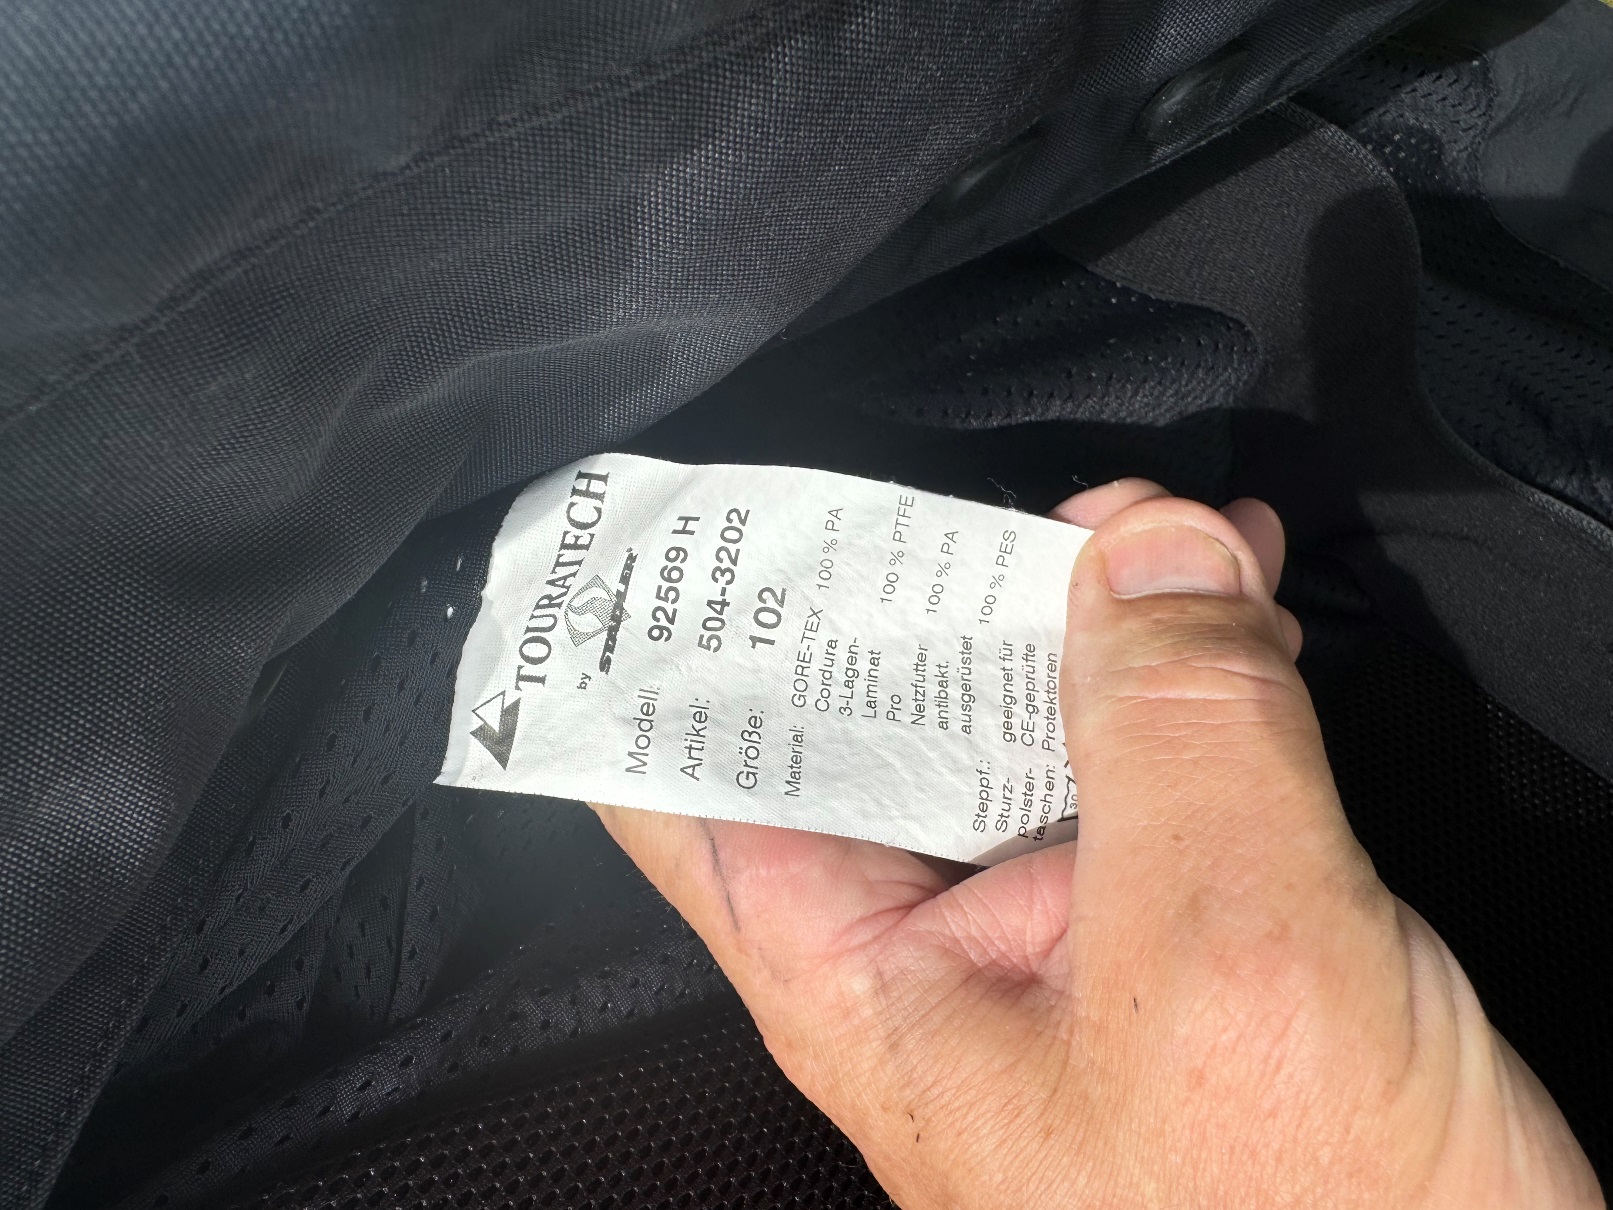 TOURATECH
by STADLER
Modell: 92569 H
Artikel: 504-3202
Größe: 102
Material: GORE-TEX 100 % PA
Cordura
3-Lagen-
Laminat 100 % PTFE
Pro
Netzfutter 100 % PA
antibakt.
ausgerüstet
Steppf.: 100 % PES
Sturz- geeignet für
polster- CE-geprüfte
taschen: Protektoren
30